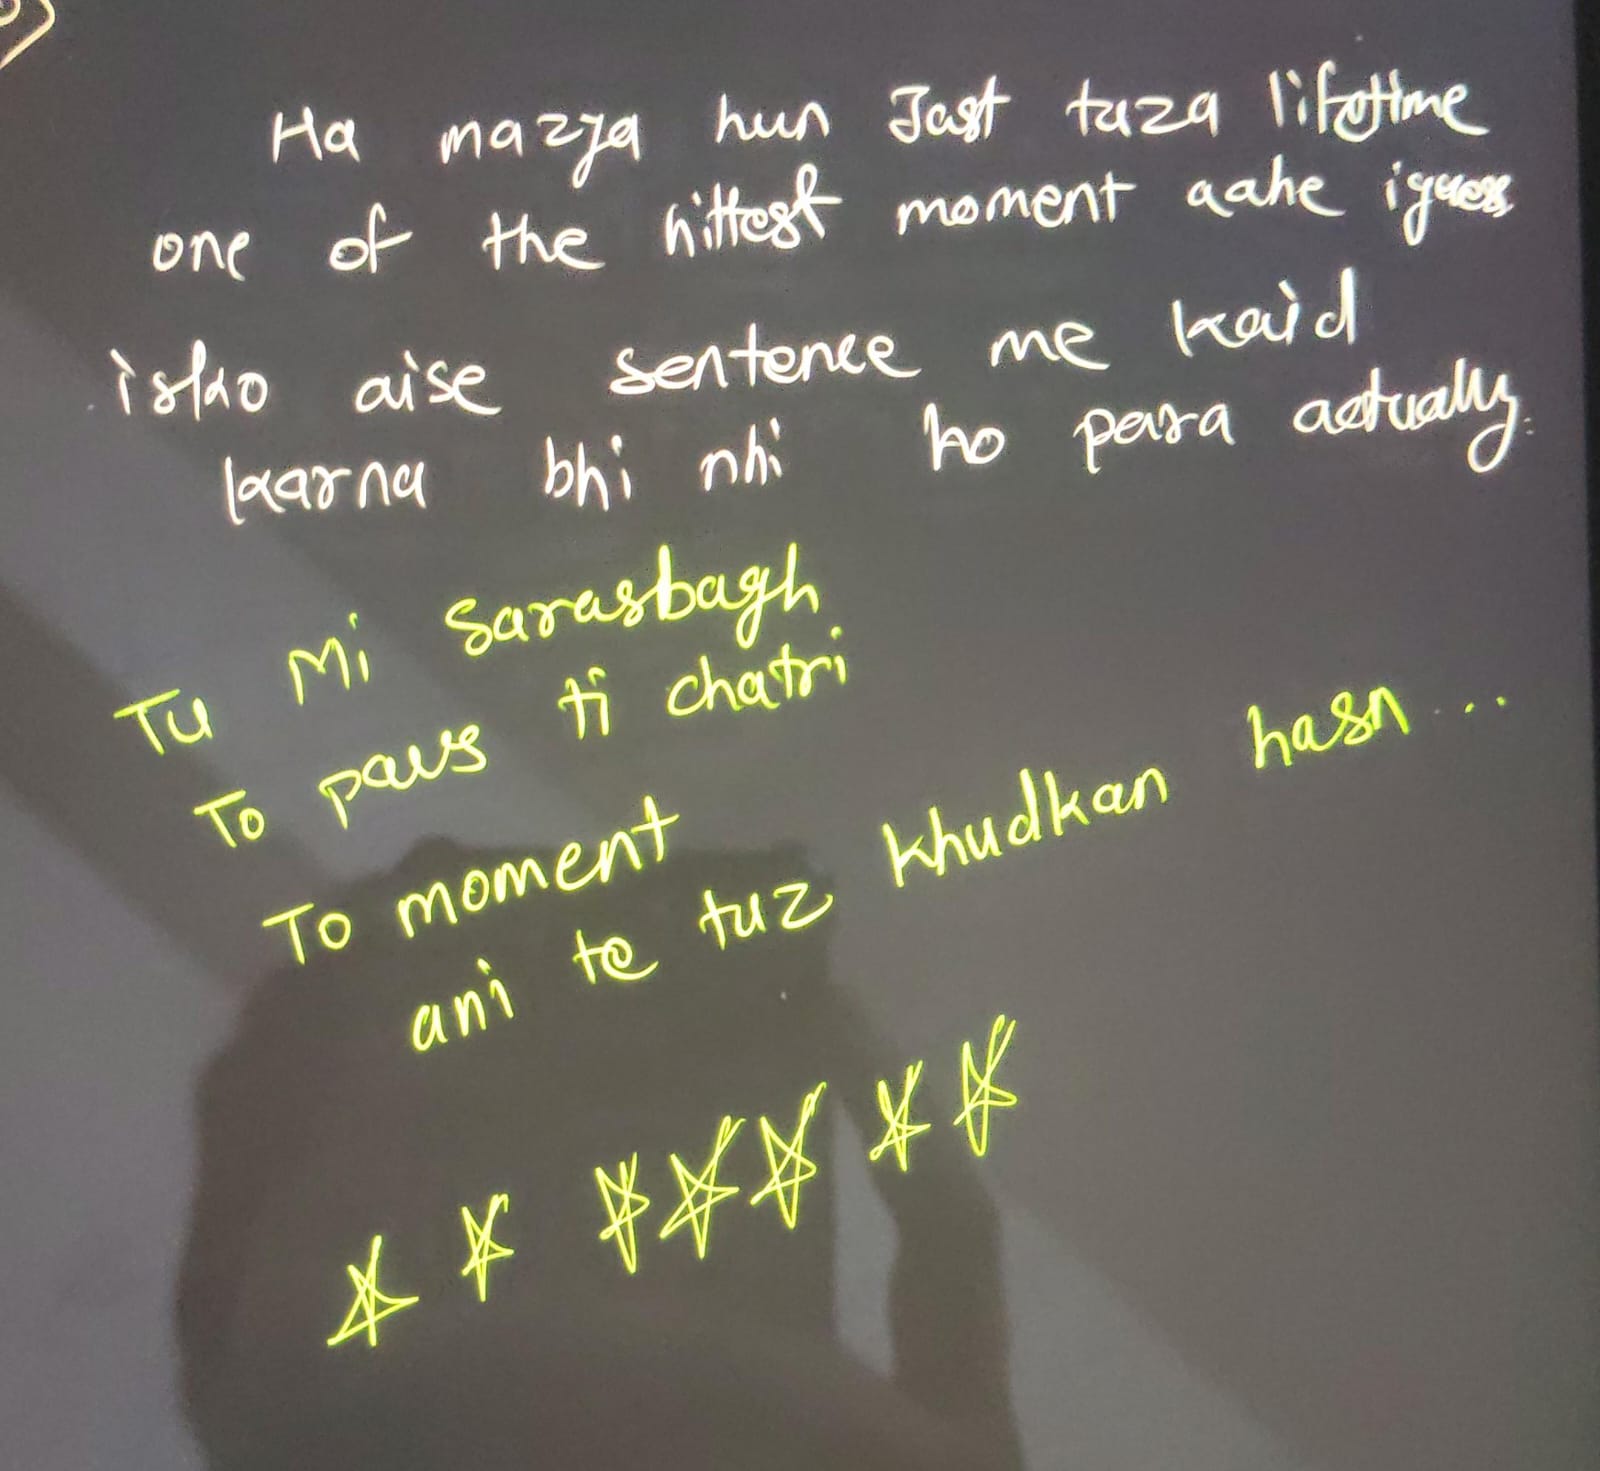 Ha mazya hun Jast taza lifetime
one of the hittest moment aahe iguess
isko aise sentence me kaid
karna bhi nhi ho para actually.
Tu Mi Sarasbagh
To paus ti chatri
To moment
ani te tuz khudkan hasn ...